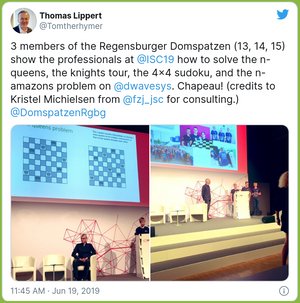 Thomas Lippert
@Tomtherhymer
3 members of the Regensburger Domspatzen (13, 14, 15)
show the professionals at @ISC19 how to solve the n-
queens, the knights tour, the 4×4 sudoku, and the n-
amazons problem on @dwavesys. Chapeau! (credits to
Kristel Michielsen from @fzj_jsc for consulting.)
@DomspatzenRgbg
queens problem
11:45 AM · Jun 19, 2019